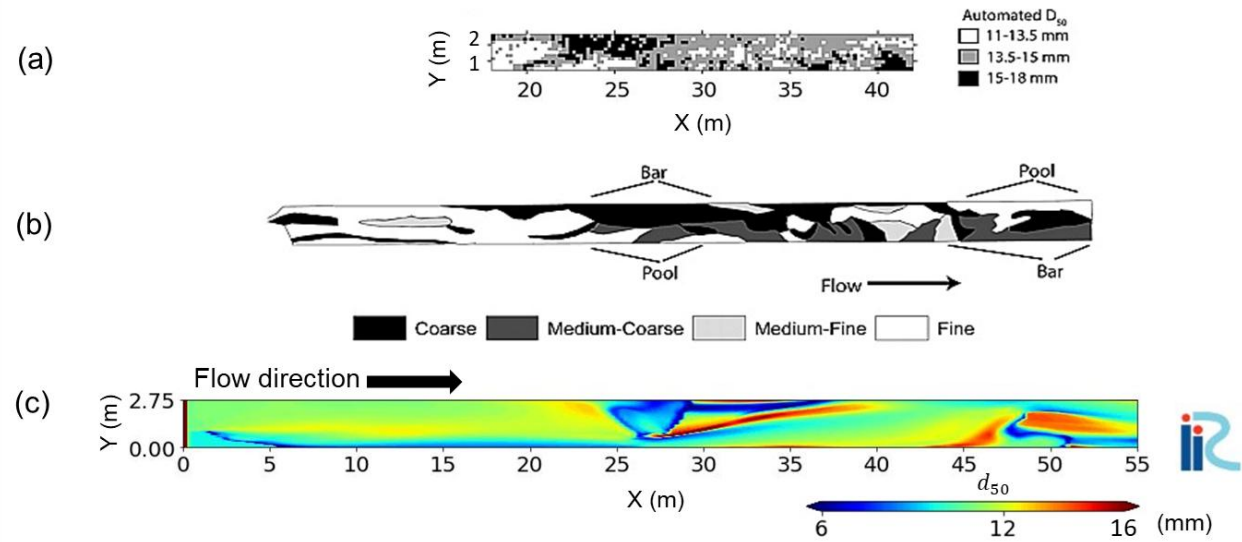 (a)
Y (m)
2
1
20 25 30 35 40
X (m)
Automated D50
11-13.5 mm
13.5-15 mm
15-18 mm
(b)
Bar
Pool
Pool
Bar
Flow
Coarse Medium-Coarse Medium-Fine Fine
Flow direction
(c)
Y (m)
2.75
0.00
0 5 10 15 20 25 30 35 40 45 50 55
X (m)
d50
6 12 16 (mm)
iiR